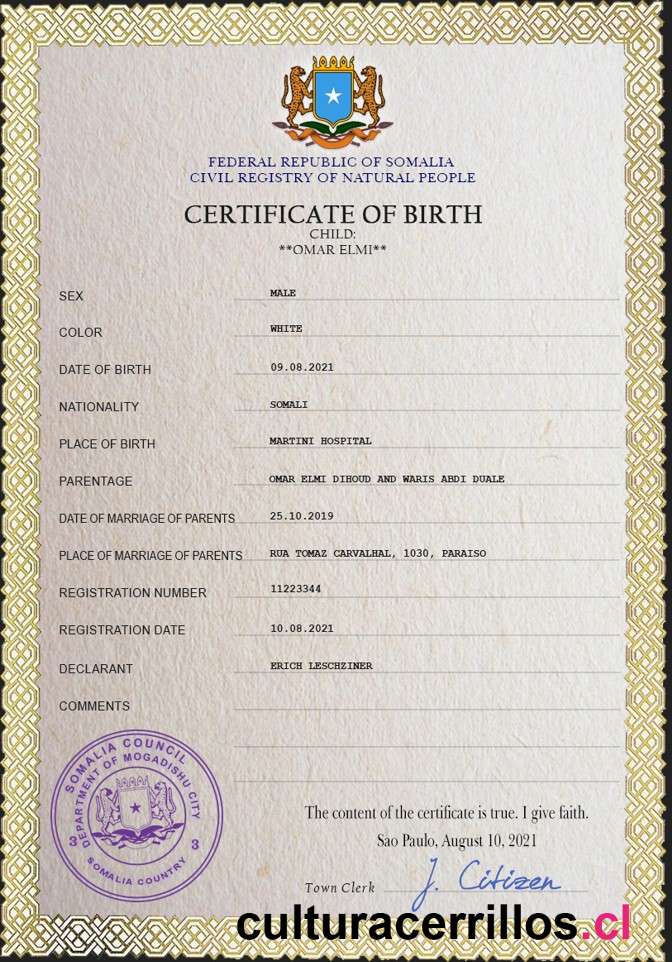 FEDERAL REPUBLIC OF SOMALIA
CIVIL REGISTRY OF NATURAL PEOPLE
CERTIFICATE OF BIRTH
CHILD:
**OMAR ELMI**
SEX MALE
COLOR WHITE
DATE OF BIRTH 09.08.2021
NATIONALITY SOMALI
PLACE OF BIRTH MARTINI HOSPITAL
PARENTAGE OMAR ELMI DIHOUD AND WARIS ABDI DUALE
DATE OF MARRIAGE OF PARENTS 25.10.2019
PLACE OF MARRIAGE OF PARENTS RUA TOMAZ CARVALHAL, 1030, PARAISO
REGISTRATION NUMBER 11223344
REGISTRATION DATE 10.08.2021
DECLARANT ERICH LESCHZINER
COMMENTS
SOMALIA COUNCIL
DEPARTMENT OF MOGADISHU CITY
3 3
SOMALIA COUNTRY
The content of the certificate is true. I give faith.
Sao Paulo, August 10, 2021
Town Clerk J. Citizen
culturacerrillos.cl